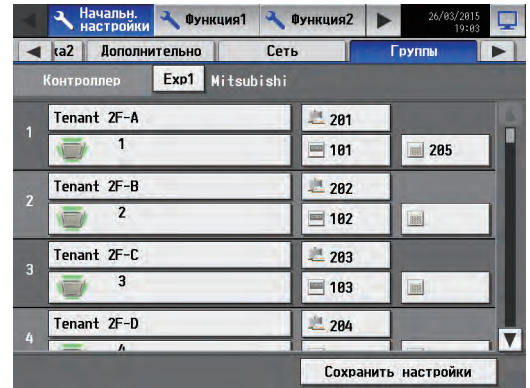 Начальн. настройки Функция1 Функция2 26/03/2015 19:03
ка2 Дополнительно Сеть Группы
Контроллер Exp1 Mitsubishi
1 Tenant 2F-A 201
1 101 205
2 Tenant 2F-B 202
2 102
3 Tenant 2F-C 203
3 103
4 Tenant 2F-D 204
4
Сохранить настройки